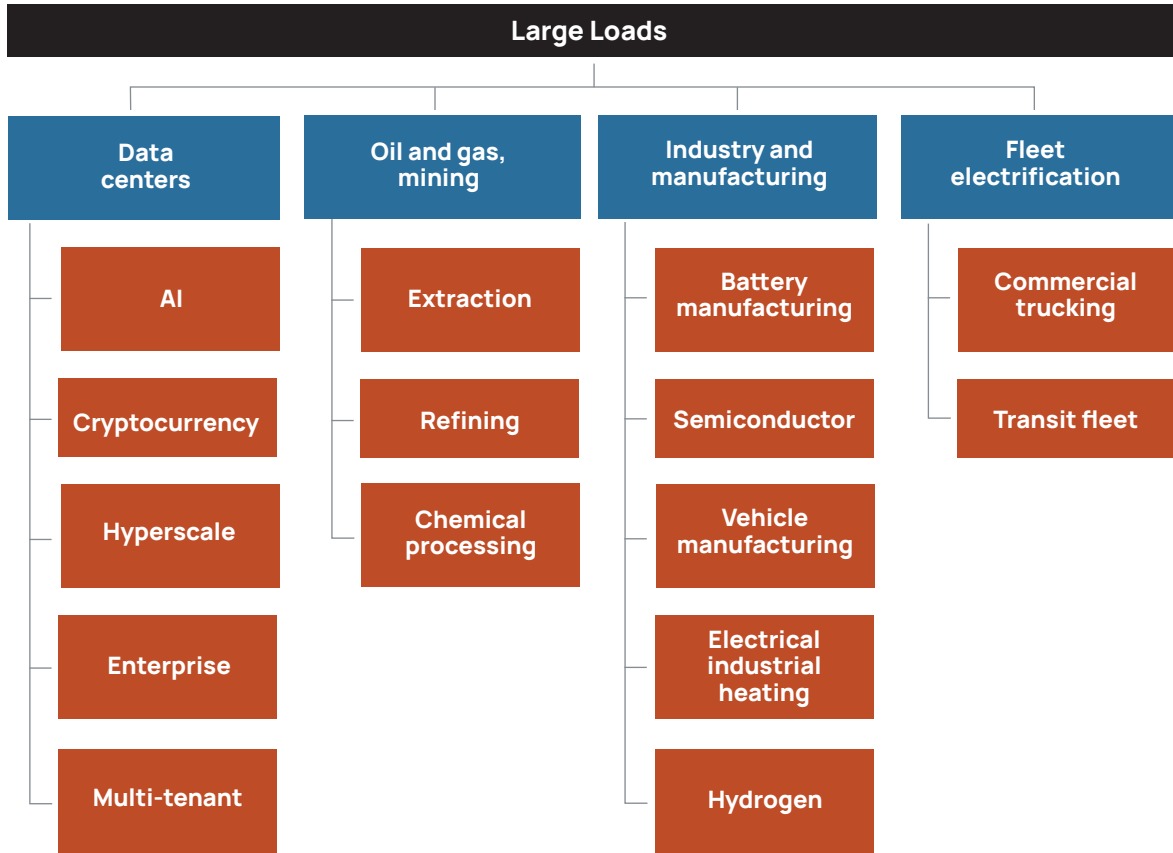 Large Loads
Data
centers
AI
Cryptocurrency
Hyperscale
Enterprise
Multi-tenant
Oil and gas,
mining
Extraction
Refining
Chemical
processing
Industry and
manufacturing
Battery
manufacturing
Semiconductor
Vehicle
manufacturing
Electrical
industrial
heating
Hydrogen
Fleet
electrification
Commercial
trucking
Transit fleet